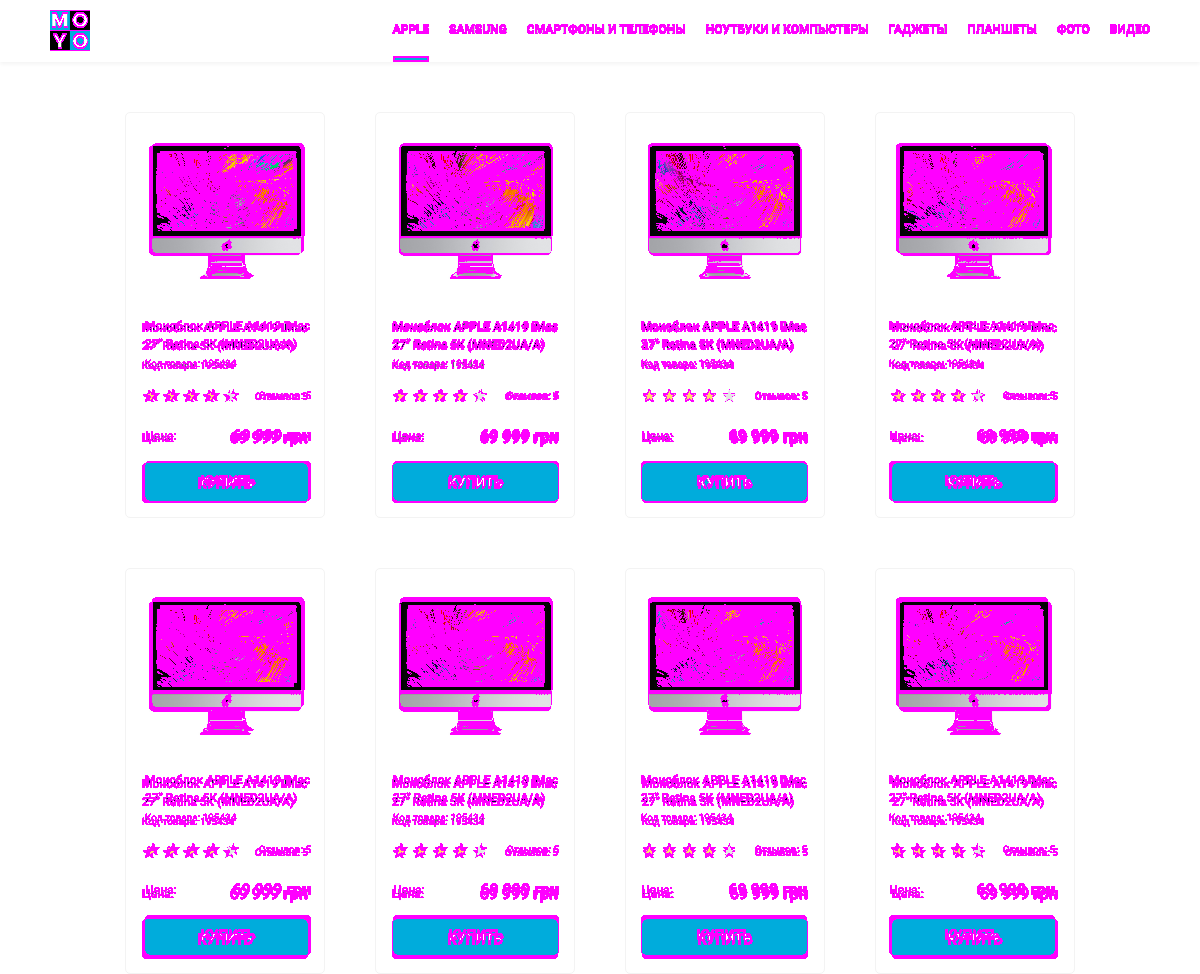 MO
YO
APPLE SAMSUNG СМАРТФОНЫ И ТЕЛЕФОНЫ НОУТБУКИ И КОМПЬЮТЕРЫ ГАДЖЕТЫ ПЛАНШЕТЫ ФОТО ВИДЕО
Моноблок APPLE A1419 iMac
27" Retina 5K (MNED2UA/A)
Код товара: 195434
Отзывов: 5
Цена: 69 999 грн
КУПИТЬ
Моноблок APPLE A1419 iMac
27" Retina 5K (MNED2UA/A)
Код товара: 195434
Отзывов: 5
Цена: 69 999 грн
КУПИТЬ
Моноблок APPLE A1419 iMac
27" Retina 5K (MNED2UA/A)
Код товара: 195434
Отзывов: 5
Цена: 69 999 грн
КУПИТЬ
Моноблок APPLE A1419 iMac
27" Retina 5K (MNED2UA/A)
Код товара: 195434
Отзывов: 5
Цена: 69 999 грн
КУПИТЬ
Моноблок APPLE A1419 iMac
27" Retina 5K (MNED2UA/A)
Код товара: 195434
Отзывов: 5
Цена: 69 999 грн
КУПИТЬ
Моноблок APPLE A1419 iMac
27" Retina 5K (MNED2UA/A)
Код товара: 195434
Отзывов: 5
Цена: 69 999 грн
КУПИТЬ
Моноблок APPLE A1419 iMac
27" Retina 5K (MNED2UA/A)
Код товара: 195434
Отзывов: 5
Цена: 69 999 грн
КУПИТЬ
Моноблок APPLE A1419 iMac
27" Retina 5K (MNED2UA/A)
Код товара: 195434
Отзывов: 5
Цена: 69 999 грн
КУПИТЬ